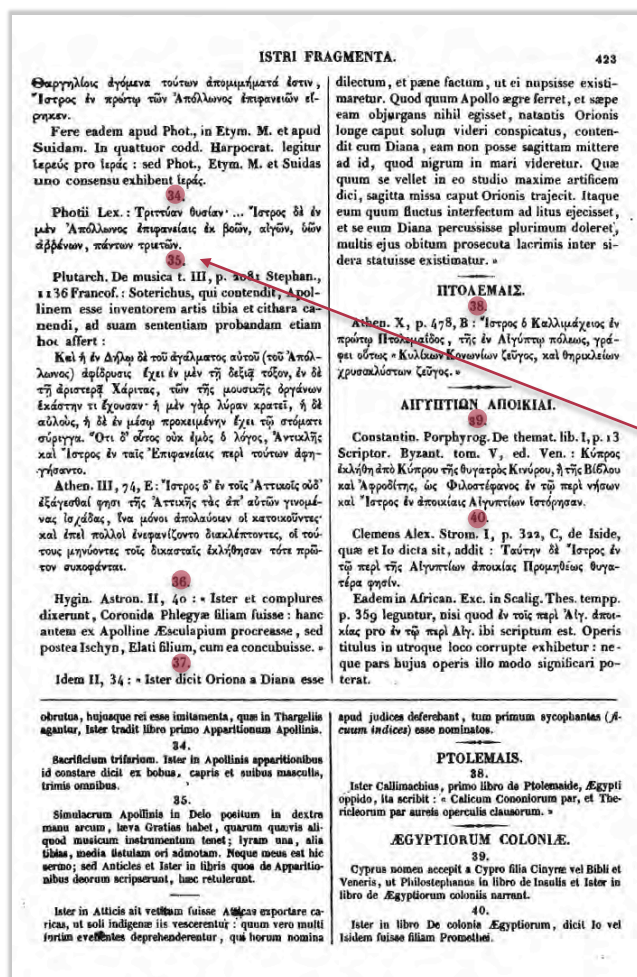 ISTRI FRAGMENTA.
423
Θαργηλίοις ἀγόμενα τούτων ἀπομιμήματά ἐστιν,
Ἴστρος ἐν πρώτῳ τῶν Ἀπόλλωνος ἐπιφανειῶν εἴ-
ρηκεν.
Fere eadem apud Phot., in Etym. M. et apud
Suidam. In quattuor codd. Harpocrat. legitur
ἱερεύς pro ἱεράς : sed Phot., Etym. M. et Suidas
uno consensu exhibent ἱεράς.
34.
Photii Lex. : Τριττύαν θυσίαν· ... Ἴστρος δὲ ἐν
μὲν Ἀπόλλωνος ἐπιφανείαις ἐκ βοῶν, αἰγῶν, ὑῶν
ἀῤῥένων, πάντων τριετῶν.
35.
Plutarch. De musica t. III, p. 2081 Stephan.,
1136 Francof. : Soterichus, qui contendit, Apol-
linem esse inventorem artis tibia et cithara ca-
nendi, ad suam sententiam probandam etiam
hoc affert :
Καὶ ἡ ἐν Δήλῳ δὲ τοῦ ἀγάλματος αὐτοῦ (τοῦ Ἀπόλ-
λωνος) ἀφίδρυσις ἔχει ἐν μὲν τῇ δεξιᾷ τόξον, ἐν δὲ
τῇ ἀριστερᾷ Χάριτας, τῶν τῆς μουσικῆς ὀργάνων
ἑκάστην τι ἔχουσαν· ἡ μὲν γὰρ λύραν κρατεῖ, ἡ δὲ
αὐλοὺς, ἡ δὲ ἐν μέσῳ προκειμένην ἔχει τῷ στόματι
σύριγγα. Ὅτι δ' οὗτος οὐκ ἐμὸς ὁ λόγος, Ἀντικλῆς
καὶ Ἴστρος ἐν ταῖς Ἐπιφανείαις περὶ τούτων ἀφη-
γήσαντο.
Athen. III, 74, E : Ἴστρος δ' ἐν τοῖς Ἀττικοῖς οὐδ'
ἐξάγεσθαί φησι τῆς Ἀττικῆς τὰς ἀπ' αὐτῶν γινομέ-
νας ἰσχάδας, ἵνα μόνοι ἀπολαύοιεν οἱ κατοικοῦντες·
καὶ ἐπεὶ πολλοὶ ἐνεφανίζοντο διακλέπτοντες, οἱ τού-
τους μηνύοντες τοῖς δικασταῖς ἐκλήθησαν τότε πρῶ-
τον συκοφάνται.
36.
Hygin. Astron. II, 40 : « Ister et complures
dixerunt, Coronida Phlegyæ filiam fuisse : hanc
autem ex Apolline Æsculapium procreasse, sed
postea Ischyn, Elati filium, cum ea concubuisse. »
37.
Idem II, 34 : « Ister dicit Oriona a Diana esse
dilectum, et pæne factum, ut ei nupsisse existi-
maretur. Quod quum Apollo ægre ferret, et sæpe
eam objurgans nihil egisset, natantis Orionis
longe caput solum videri conspicatus, conten-
dit cum Diana, eam non posse sagittam mittere
ad id, quod nigrum in mari videretur. Quæ
quum se vellet in eo studio maxime artificem
dici, sagitta missa caput Orionis trajecit. Itaque
eum quum fluctus interfectum ad litus ejecisset,
et se eum Diana percussisse plurimum doleret,
multis ejus obitum prosecuta lacrimis inter si-
dera statuisse existimatur. »
ΠΤΟΛΕΜΑΙΣ.
38.
Athen. X, p. 478, B : Ἴστρος δ Καλλιμάχειος ἐν
πρώτῳ Πτολεμαΐδος, τῆς ἐν Αἰγύπτῳ πόλεως, γρά-
φει οὕτως « Κυλίκων Κονωνίων ζεῦγος, καὶ θηρικλείων
χρυσοκλύστων ζεῦγος. »
ΑΙΓΥΠΤΙΩΝ ΑΠΟΙΚΙΑΙ.
39.
Constantin. Porphyrog. De themat. lib. I, p. 13
Scriptor. Byzant. tom. V, ed. Ven. : Κύπρος
ἐκλήθη ἀπὸ Κύπρου τῆς θυγατρὸς Κινύρου, ἢ τῆς Βίβλου
καὶ Ἀφροδίτης, ὡς Φιλοστέφανος ἐν τῷ περὶ νήσων
καὶ Ἴστρος ἐν ἀποικίαις Αἰγυπτίων ἱστόρησαν.
40.
Clemens Alex. Strom. I, p. 322, C, de Iside,
quæ et Io dicta sit, addit : Ταύτην δὲ Ἴστρος ἐν
τῷ περὶ τῆς Αἰγυπτίων ἀποικίας Προμηθέως θυγα-
τέρα φησίν.
Eadem in African. Exc. in Scalig. Thes. tempp.
p. 359 leguntur, nisi quod ἐν τοῖς περὶ Αἰγ. ἀποι-
κίας pro ἐν τῷ περὶ Αἰγ. ibi scriptum est. Operis
titulus in utroque loco corrupte exhibetur : ne-
que pars hujus operis illo modo significari po-
terat.
obrutus, hujusque rei esse imitamenta, quæ in Thargeliis
agantur, Ister tradit libro primo Apparitionum Apollinis.
34.
Sacrificium trifarium. Ister in Apollinis apparitionibus
id constare dicit ex bobus, capris et suibus masculis,
trimis omnibus.
35.
Simulacrum Apollinis in Delo positum in dextra
manu arcum, læva Gratias habet, quarum quævis ali-
quod musicum instrumentum tenet; lyram una, alia
tibias, media fistulam ori admotam. Neque meus est hic
sermo; sed Anticles et Ister in libris quos de Apparitio-
nibus deorum scripserunt, hæc retulerunt.
Ister in Atticis ait vetitum fuisse Atticas exportare ca-
ricas, ut soli indigenæ iis vescerentur : quum vero multi
furtim evehentes deprehenderentur, qui horum nomina
apud judices deferebant, tum primum sycophantas (fi-
cuum indices) esse nominatos.
PTOLEMAIS.
38.
Ister Callimachius, primo libro de Ptolemaide, Ægypti
oppido, ita scribit : « Calicum Cononiorum par, et The-
ricleorum par aureis operculis clausorum. »
ÆGYPTIORUM COLONIÆ.
39.
Cyprus nomen accepit a Cypro filia Cinyræ vel Bibli et
Veneris, ut Philostephanus in libro de Insulis et Ister in
libro de Ægyptiorum coloniis narrant.
40.
Ister in libro De colonia Ægyptiorum, dicit Io vel
Isidem fuisse filiam Promethei.